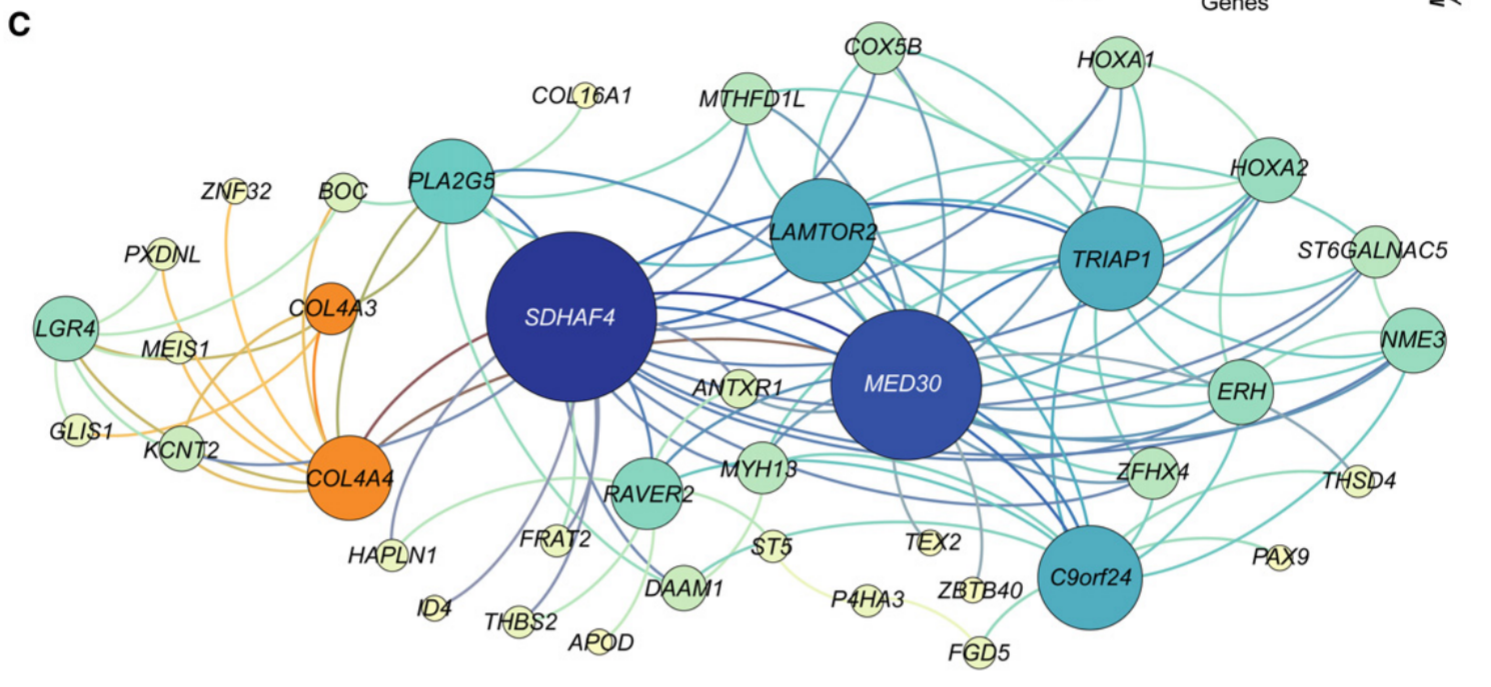 Genes
C
COX5B
HOXA1
COL16A1
MTHFD1L
HOXA2
PLA2G5
ZNF32
BOC
LAMTOR2
PXDNL
ST6GALNAC5
TRIAP1
COL4A3
SDHAF4
LGR4
NME3
MEIS1
ANTXR1
MED30
ERH
GLIS1
KCNT2
COL4A4
MYH13
ZFHX4
THSD4
RAVER2
FRAT2
ST5
TEX2
HAPLN1
PAX9
C9orf24
DAAM1
ZBTB40
P4HA3
ID4
THBS2
APOD
FGD5